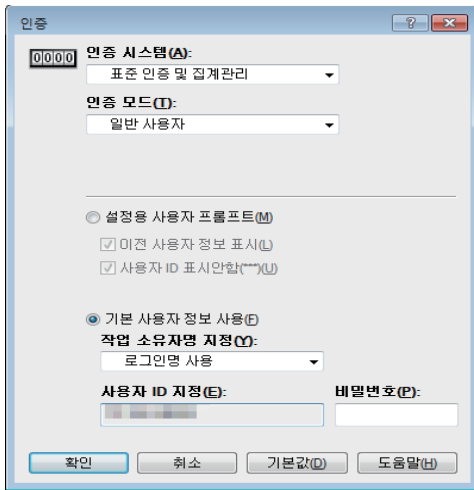 인증
0000
인증 시스템(A):
표준 인증 및 집계관리
인증 모드(T):
일반 사용자
설정용 사용자 프롬프트(M)
이전 사용자 정보 표시(L)
사용자 ID 표시안함(***)(U)
기본 사용자 정보 사용(F)
작업 소유자명 지정(Y):
로그인명 사용
사용자 ID 지정(E): 비밀번호(P):
확인 취소 기본값(D) 도움말(H)